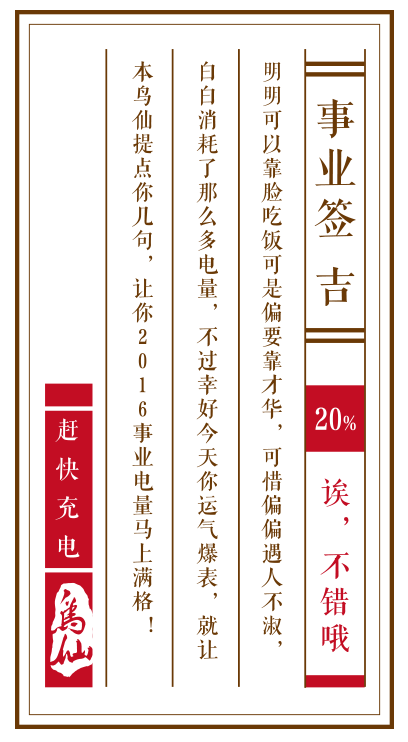 事业签 吉
20%
诶，不错哦
明明可以靠脸吃饭可是偏要靠才华，可惜偏偏遇人不淑，
白白消耗了那么多电量，不过幸好今天你运气爆表，就让
本鸟仙提点你几句，让你2016事业电量马上满格！
赶快充电
鸟仙